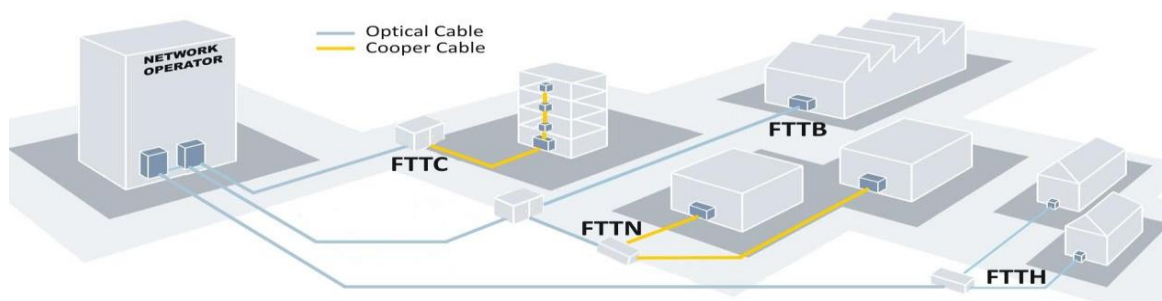 NETWORK
OPERATOR
Optical Cable
Cooper Cable
FTTC
FTTB
FTTN
FTTH